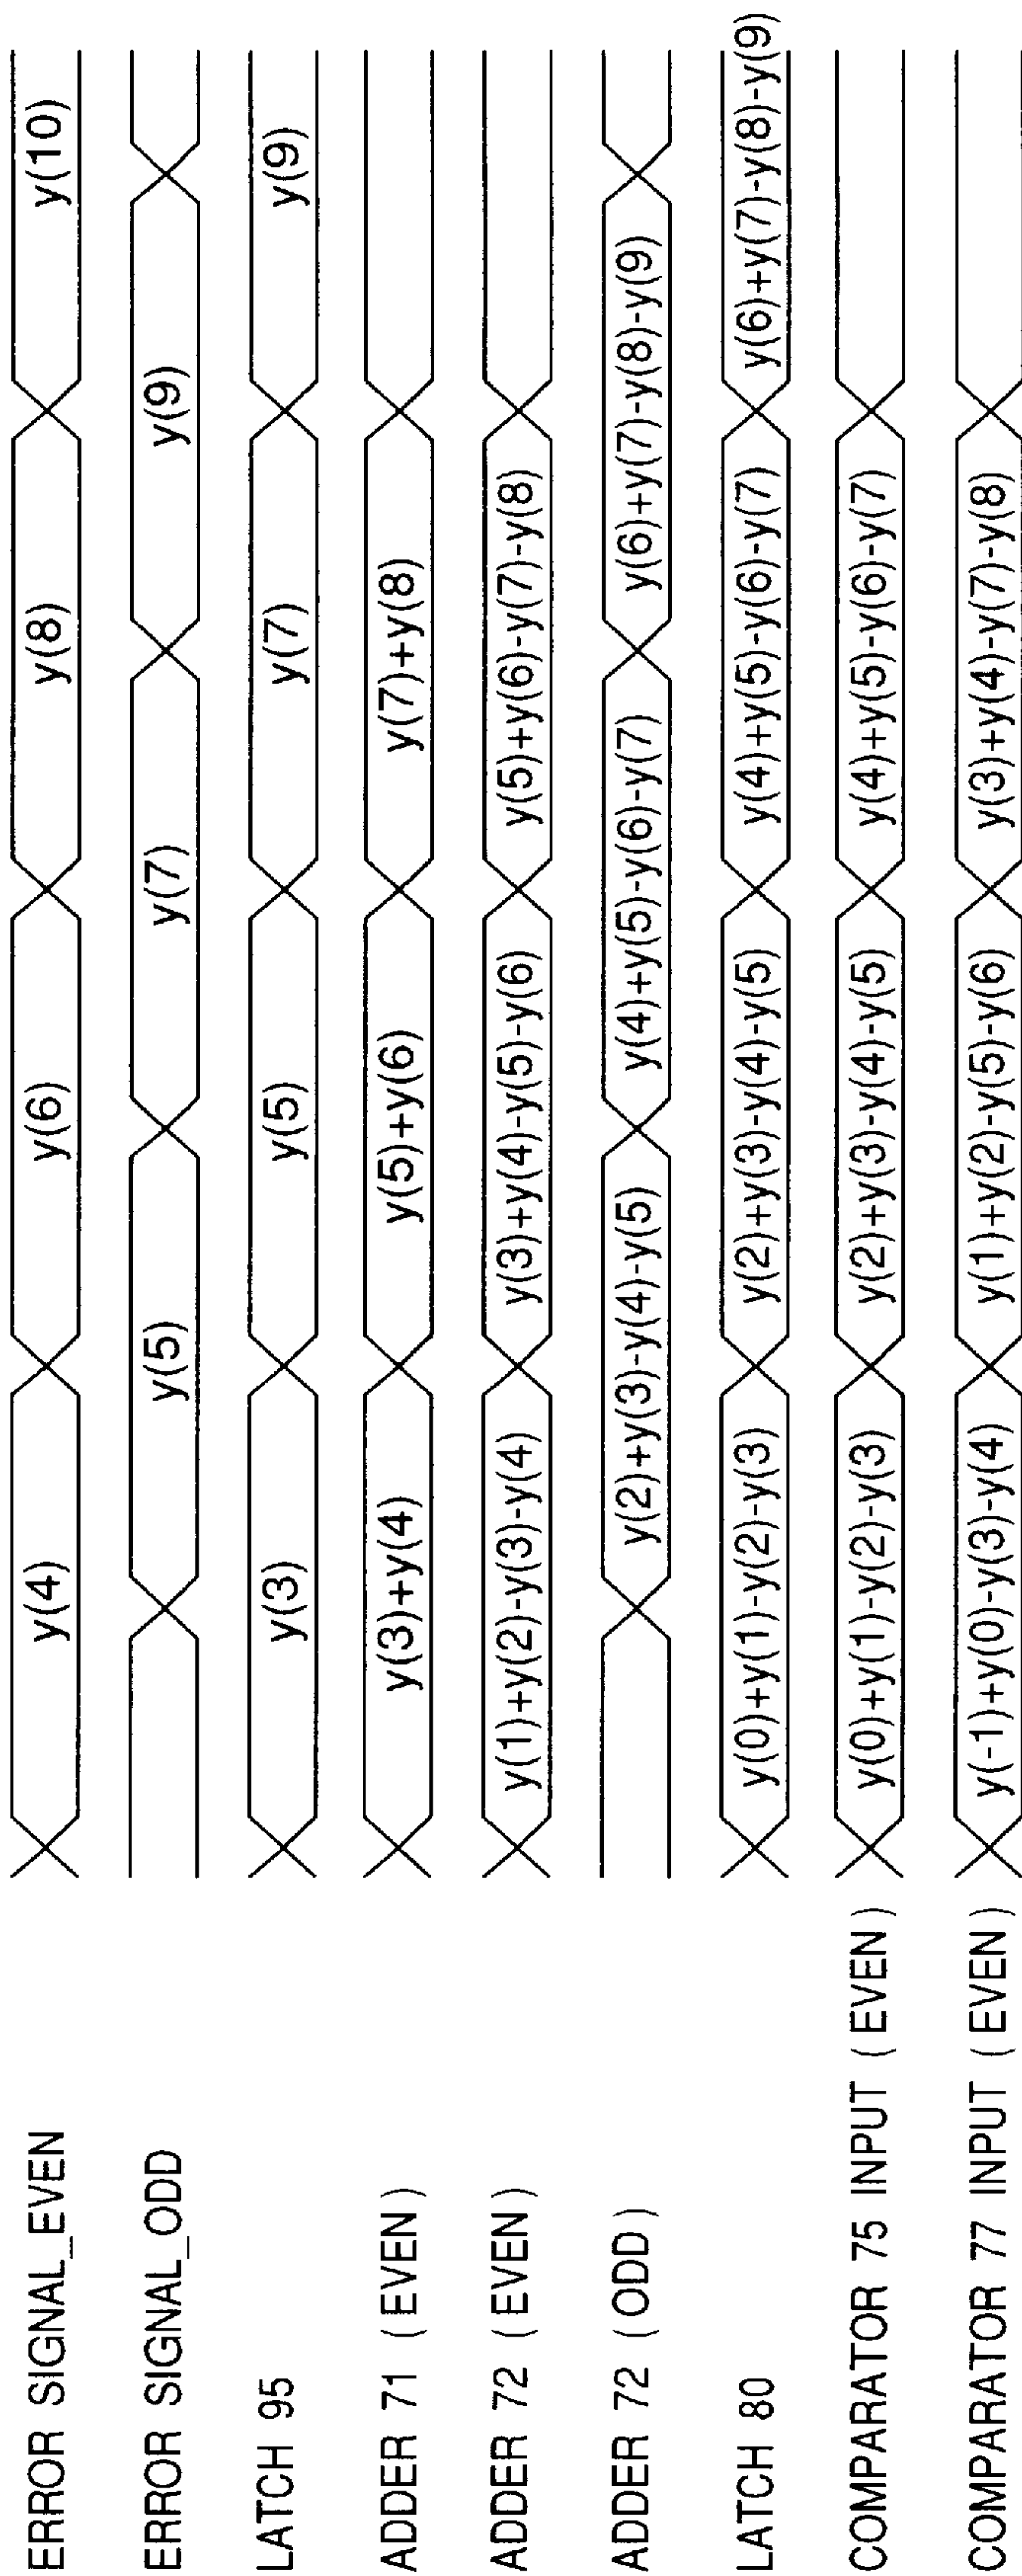 ERROR SIGNAL_EVEN y(4) y(6) y(8) y(10)
ERROR SIGNAL_ODD y(5) y(7) y(9)
LATCH 95 y(3) y(5) y(7) y(9)
ADDER 71 ( EVEN ) y(3)+y(4) y(5)+y(6) y(7)+y(8)
ADDER 72 ( EVEN ) y(1)+y(2)-y(3)-y(4) y(3)+y(4)-y(5)-y(6) y(5)+y(6)-y(7)-y(8)
ADDER 72 ( ODD ) y(2)+y(3)-y(4)-y(5) y(4)+y(5)-y(6)-y(7) y(6)+y(7)-y(8)-y(9)
LATCH 80 y(0)+y(1)-y(2)-y(3) y(2)+y(3)-y(4)-y(5) y(4)+y(5)-y(6)-y(7) y(6)+y(7)-y(8)-y(9)
COMPARATOR 75 INPUT ( EVEN ) y(0)+y(1)-y(2)-y(3) y(2)+y(3)-y(4)-y(5) y(4)+y(5)-y(6)-y(7)
COMPARATOR 77 INPUT ( EVEN ) y(-1)+y(0)-y(3)-y(4) y(1)+y(2)-y(5)-y(6) y(3)+y(4)-y(7)-y(8)